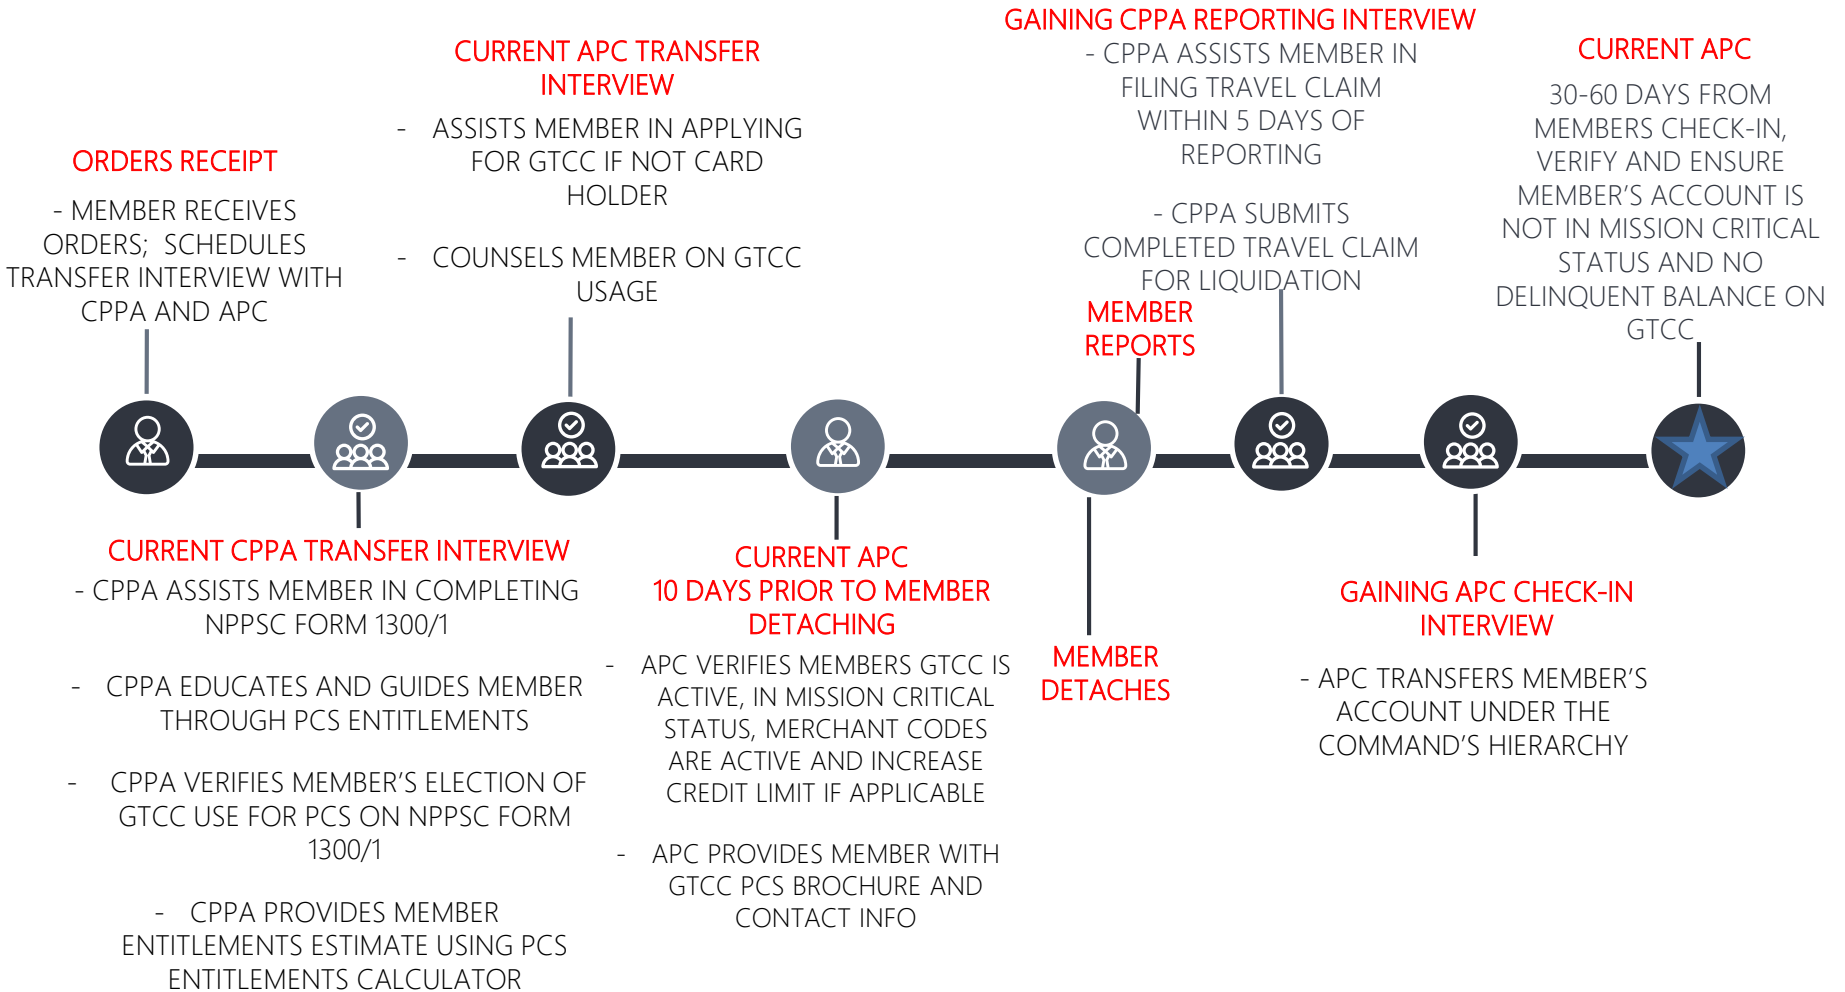 ORDERS RECEIPT
- MEMBER RECEIVES
ORDERS; SCHEDULES
TRANSFER INTERVIEW WITH
CPPA AND APC
CURRENT CPPA TRANSFER INTERVIEW
- CPPA ASSISTS MEMBER IN COMPLETING
NPPSC FORM 1300/1
- CPPA EDUCATES AND GUIDES MEMBER
THROUGH PCS ENTITLEMENTS
- CPPA VERIFIES MEMBER’S ELECTION OF
GTCC USE FOR PCS ON NPPSC FORM
1300/1
- CPPA PROVIDES MEMBER
ENTITLEMENTS ESTIMATE USING PCS
ENTITLEMENTS CALCULATOR
CURRENT APC TRANSFER
INTERVIEW
- ASSISTS MEMBER IN APPLYING
FOR GTCC IF NOT CARD
HOLDER
- COUNSELS MEMBER ON GTCC
USAGE
CURRENT APC
10 DAYS PRIOR TO MEMBER
DETACHING
- APC VERIFIES MEMBERS GTCC IS
ACTIVE, IN MISSION CRITICAL
STATUS, MERCHANT CODES
ARE ACTIVE AND INCREASE
CREDIT LIMIT IF APPLICABLE
- APC PROVIDES MEMBER WITH
GTCC PCS BROCHURE AND
CONTACT INFO
MEMBER
DETACHES
MEMBER
REPORTS
GAINING CPPA REPORTING INTERVIEW
- CPPA ASSISTS MEMBER IN
FILING TRAVEL CLAIM
WITHIN 5 DAYS OF
REPORTING
- CPPA SUBMITS
COMPLETED TRAVEL CLAIM
FOR LIQUIDATION
GAINING APC CHECK-IN
INTERVIEW
- APC TRANSFERS MEMBER’S
ACCOUNT UNDER THE
COMMAND’S HIERARCHY
CURRENT APC
30-60 DAYS FROM
MEMBERS CHECK-IN,
VERIFY AND ENSURE
MEMBER’S ACCOUNT IS
NOT IN MISSION CRITICAL
STATUS AND NO
DELINQUENT BALANCE ON
GTCC